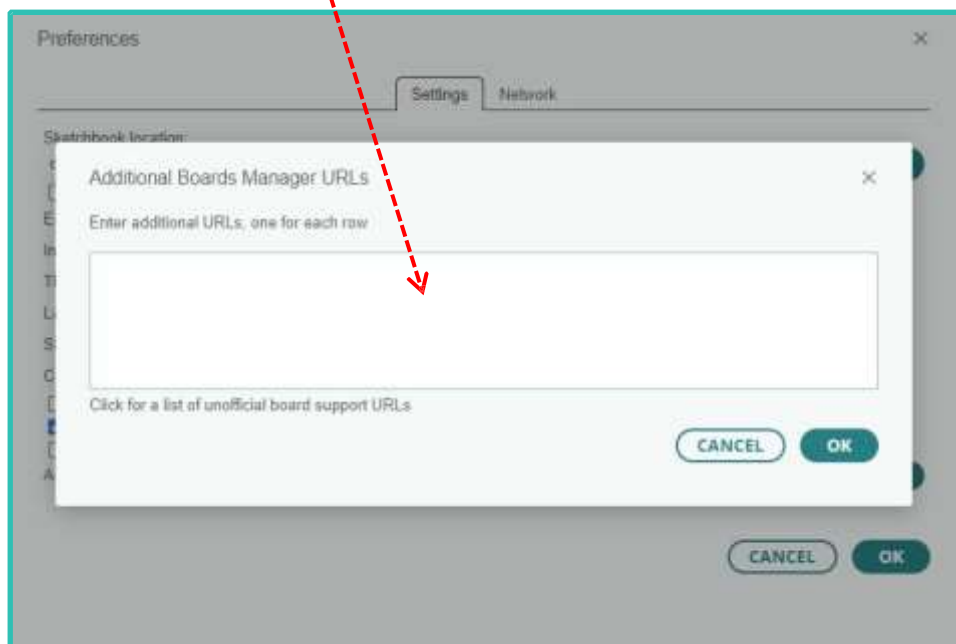 Preferences
Settings Network
Sketchbook location:
Additional Boards Manager URLs
Enter additional URLs, one for each row
Click for a list of unofficial board support URLs
CANCEL OK
CANCEL OK